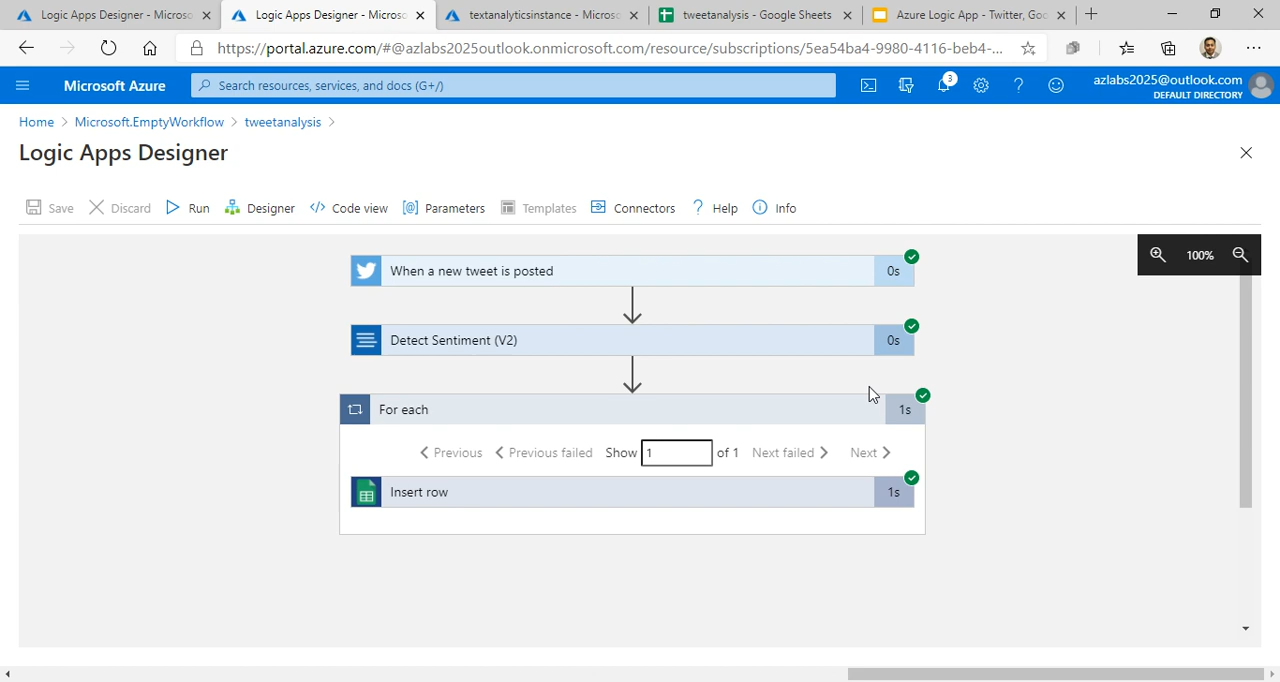 Logic Apps Designer - Microso
Logic Apps Designer - Microso
textanalyticsinstance - Microso
tweetanalysis - Google Sheets
Azure Logic App - Twitter, Goo
https://portal.azure.com/#@azlabs2025outlook.onmicrosoft.com/resource/subscriptions/5ea54ba4-9980-4116-beb4-...
Microsoft Azure
Search resources, services, and docs (G+/)
3
azlabs2025@outlook.com
DEFAULT DIRECTORY
Home > Microsoft.EmptyWorkflow > tweetanalysis >
Logic Apps Designer
Save Discard Run Designer Code view Parameters Templates Connectors Help Info
100%
When a new tweet is posted 0s
Detect Sentiment (V2) 0s
For each 1s
Previous Previous failed Show 1 of 1 Next failed Next
Insert row 1s